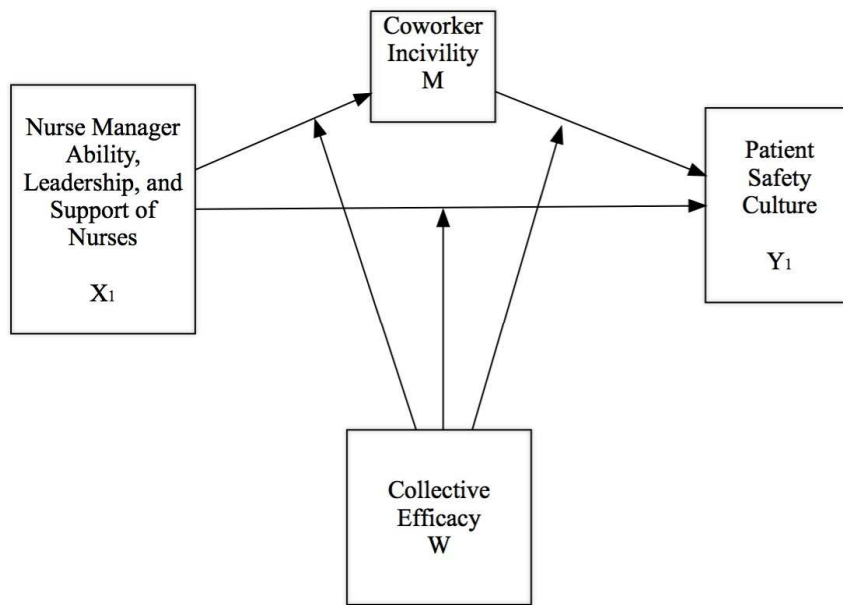 Coworker
Incivility
M
Nurse Manager
Ability,
Leadership, and
Support of
Nurses
X1
Patient
Safety
Culture
Y1
Collective
Efficacy
W